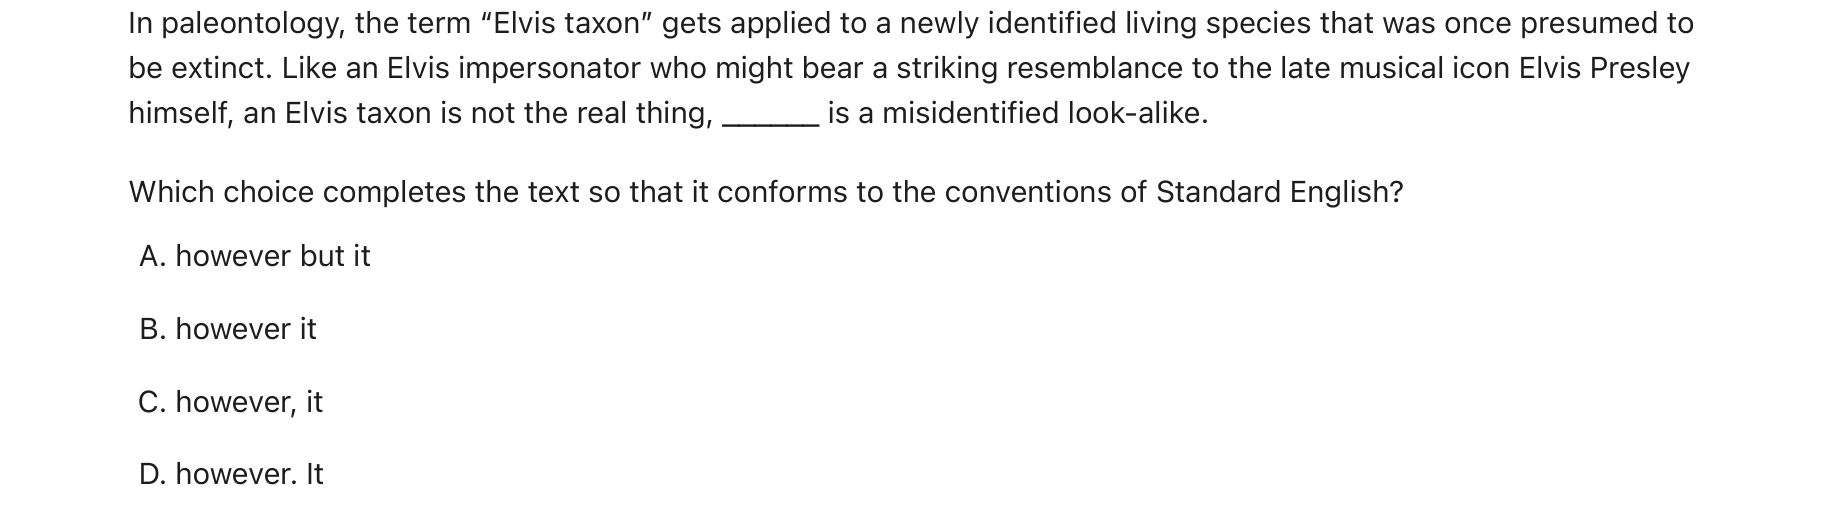 In paleontology, the term “Elvis taxon” gets applied to a newly identified living species that was once presumed to
be extinct. Like an Elvis impersonator who might bear a striking resemblance to the late musical icon Elvis Presley
himself, an Elvis taxon is not the real thing, ______ is a misidentified look-alike.
Which choice completes the text so that it conforms to the conventions of Standard English?
A. however but it
B. however it
C. however, it
D. however. It